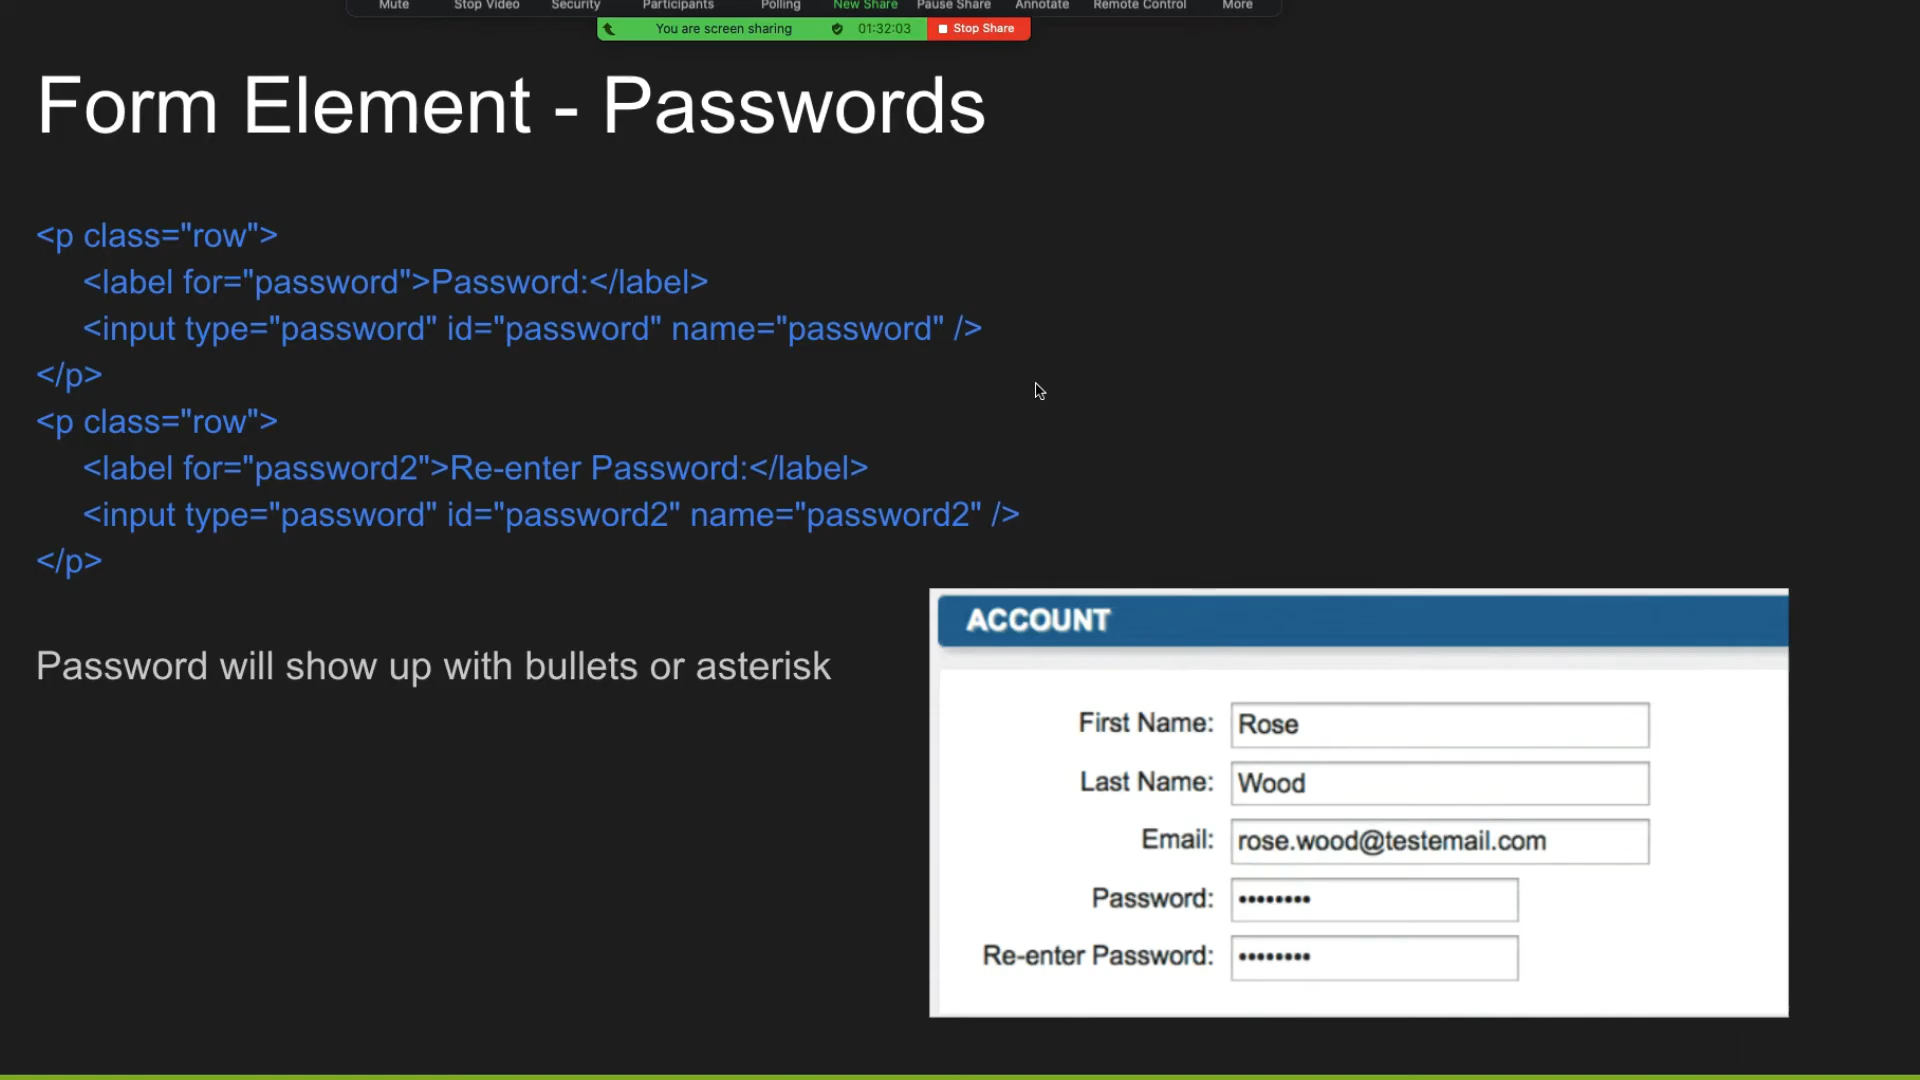 Mute Stop Video Security Participants Polling New Share Pause Share Annotate Remote Control More
You are screen sharing 01:32:03 Stop Share
Form Element - Passwords
<p class="row">
<label for="password">Password:</label>
<input type="password" id="password" name="password" />
</p>
<p class="row">
<label for="password2">Re-enter Password:</label>
<input type="password" id="password2" name="password2" />
</p>
Password will show up with bullets or asterisk
ACCOUNT
First Name: Rose
Last Name: Wood
Email: rose.wood@testemail.com
Password: ••••••••
Re-enter Password: ••••••••